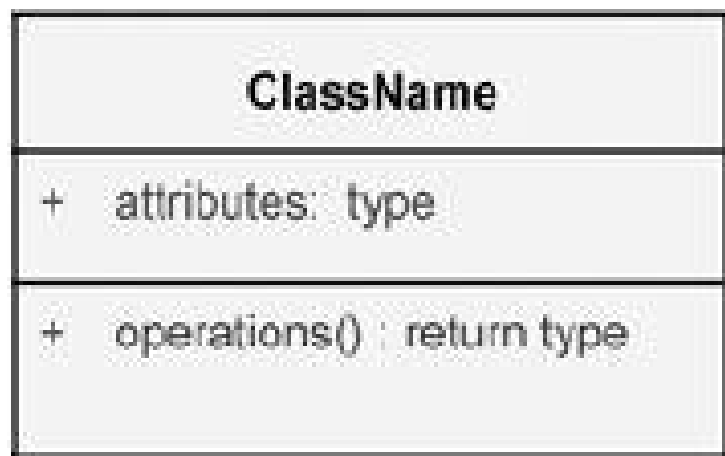 ClassName
+ attributes: type
+ operations() : return type